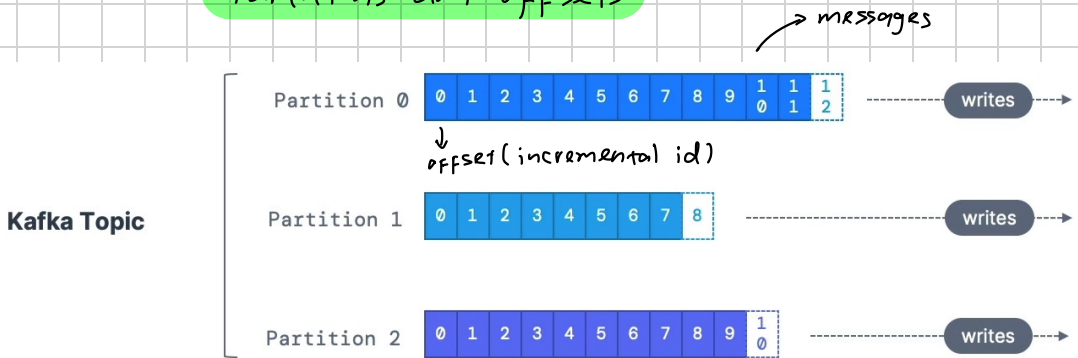 messages
Partition 0 0 1 2 3 4 5 6 7 8 9 10 11 12 writes
offset (incremental id)
Kafka Topic
Partition 1 0 1 2 3 4 5 6 7 8 writes
Partition 2 0 1 2 3 4 5 6 7 8 9 10 writes